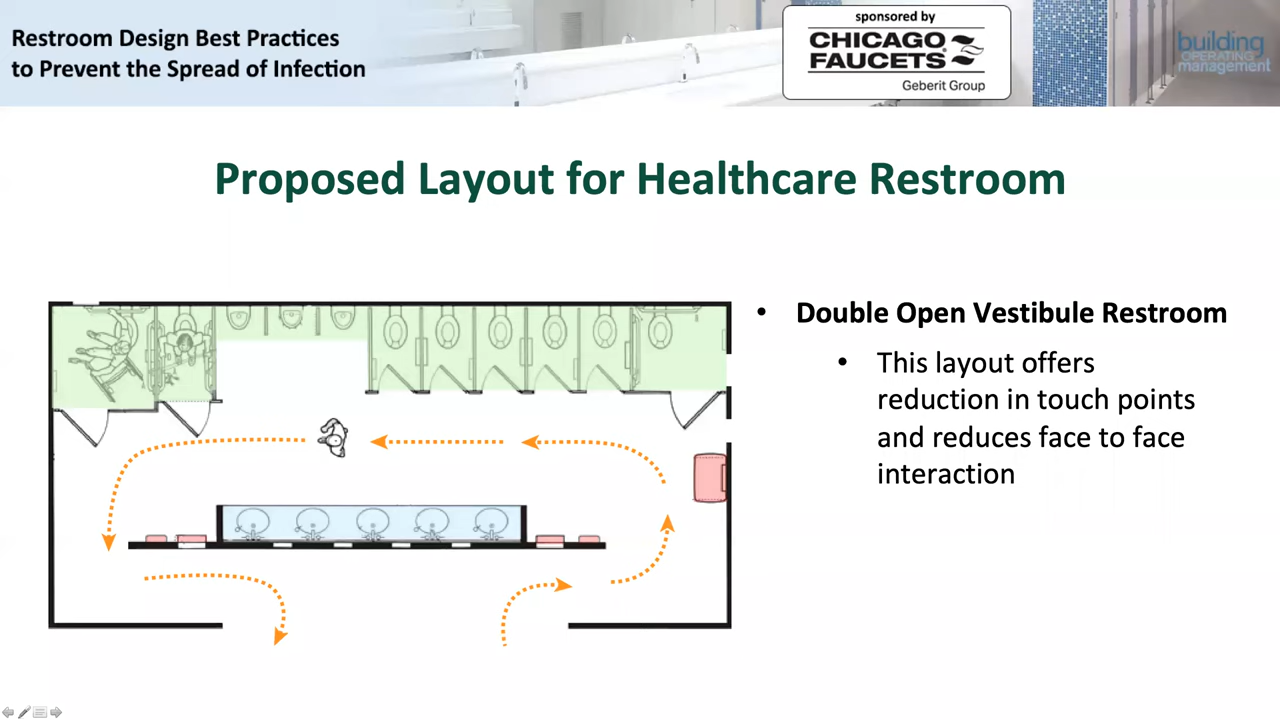 Restroom Design Best Practices
to Prevent the Spread of Infection
sponsored by
CHICAGO
FAUCETS
Geberit Group
building
OPERATING
management
Proposed Layout for Healthcare Restroom
• Double Open Vestibule Restroom
• This layout offers
reduction in touch points
and reduces face to face
interaction